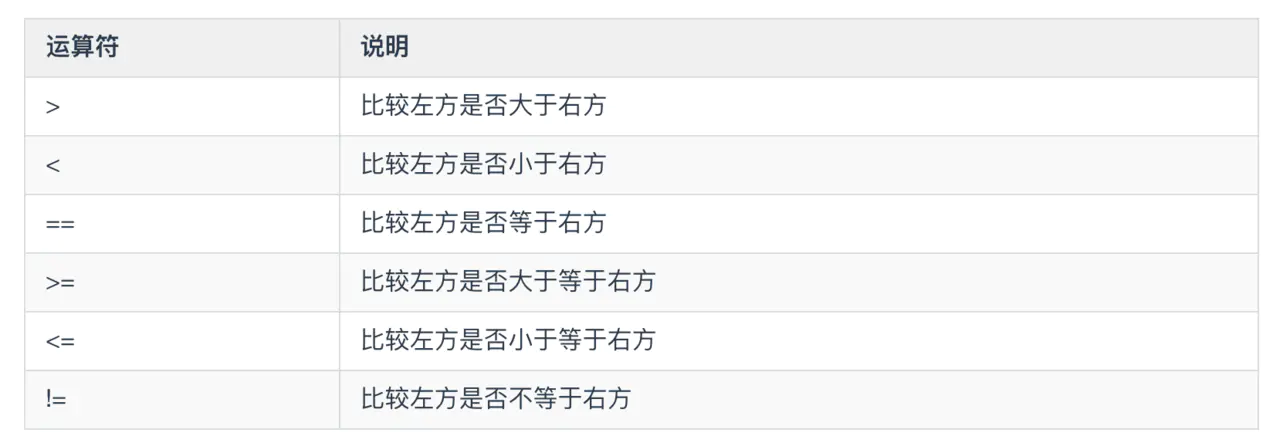 运算符 说明
> 比较左方是否大于右方
< 比较左方是否小于右方
== 比较左方是否等于右方
>= 比较左方是否大于等于右方
<= 比较左方是否小于等于右方
!= 比较左方是否不等于右方